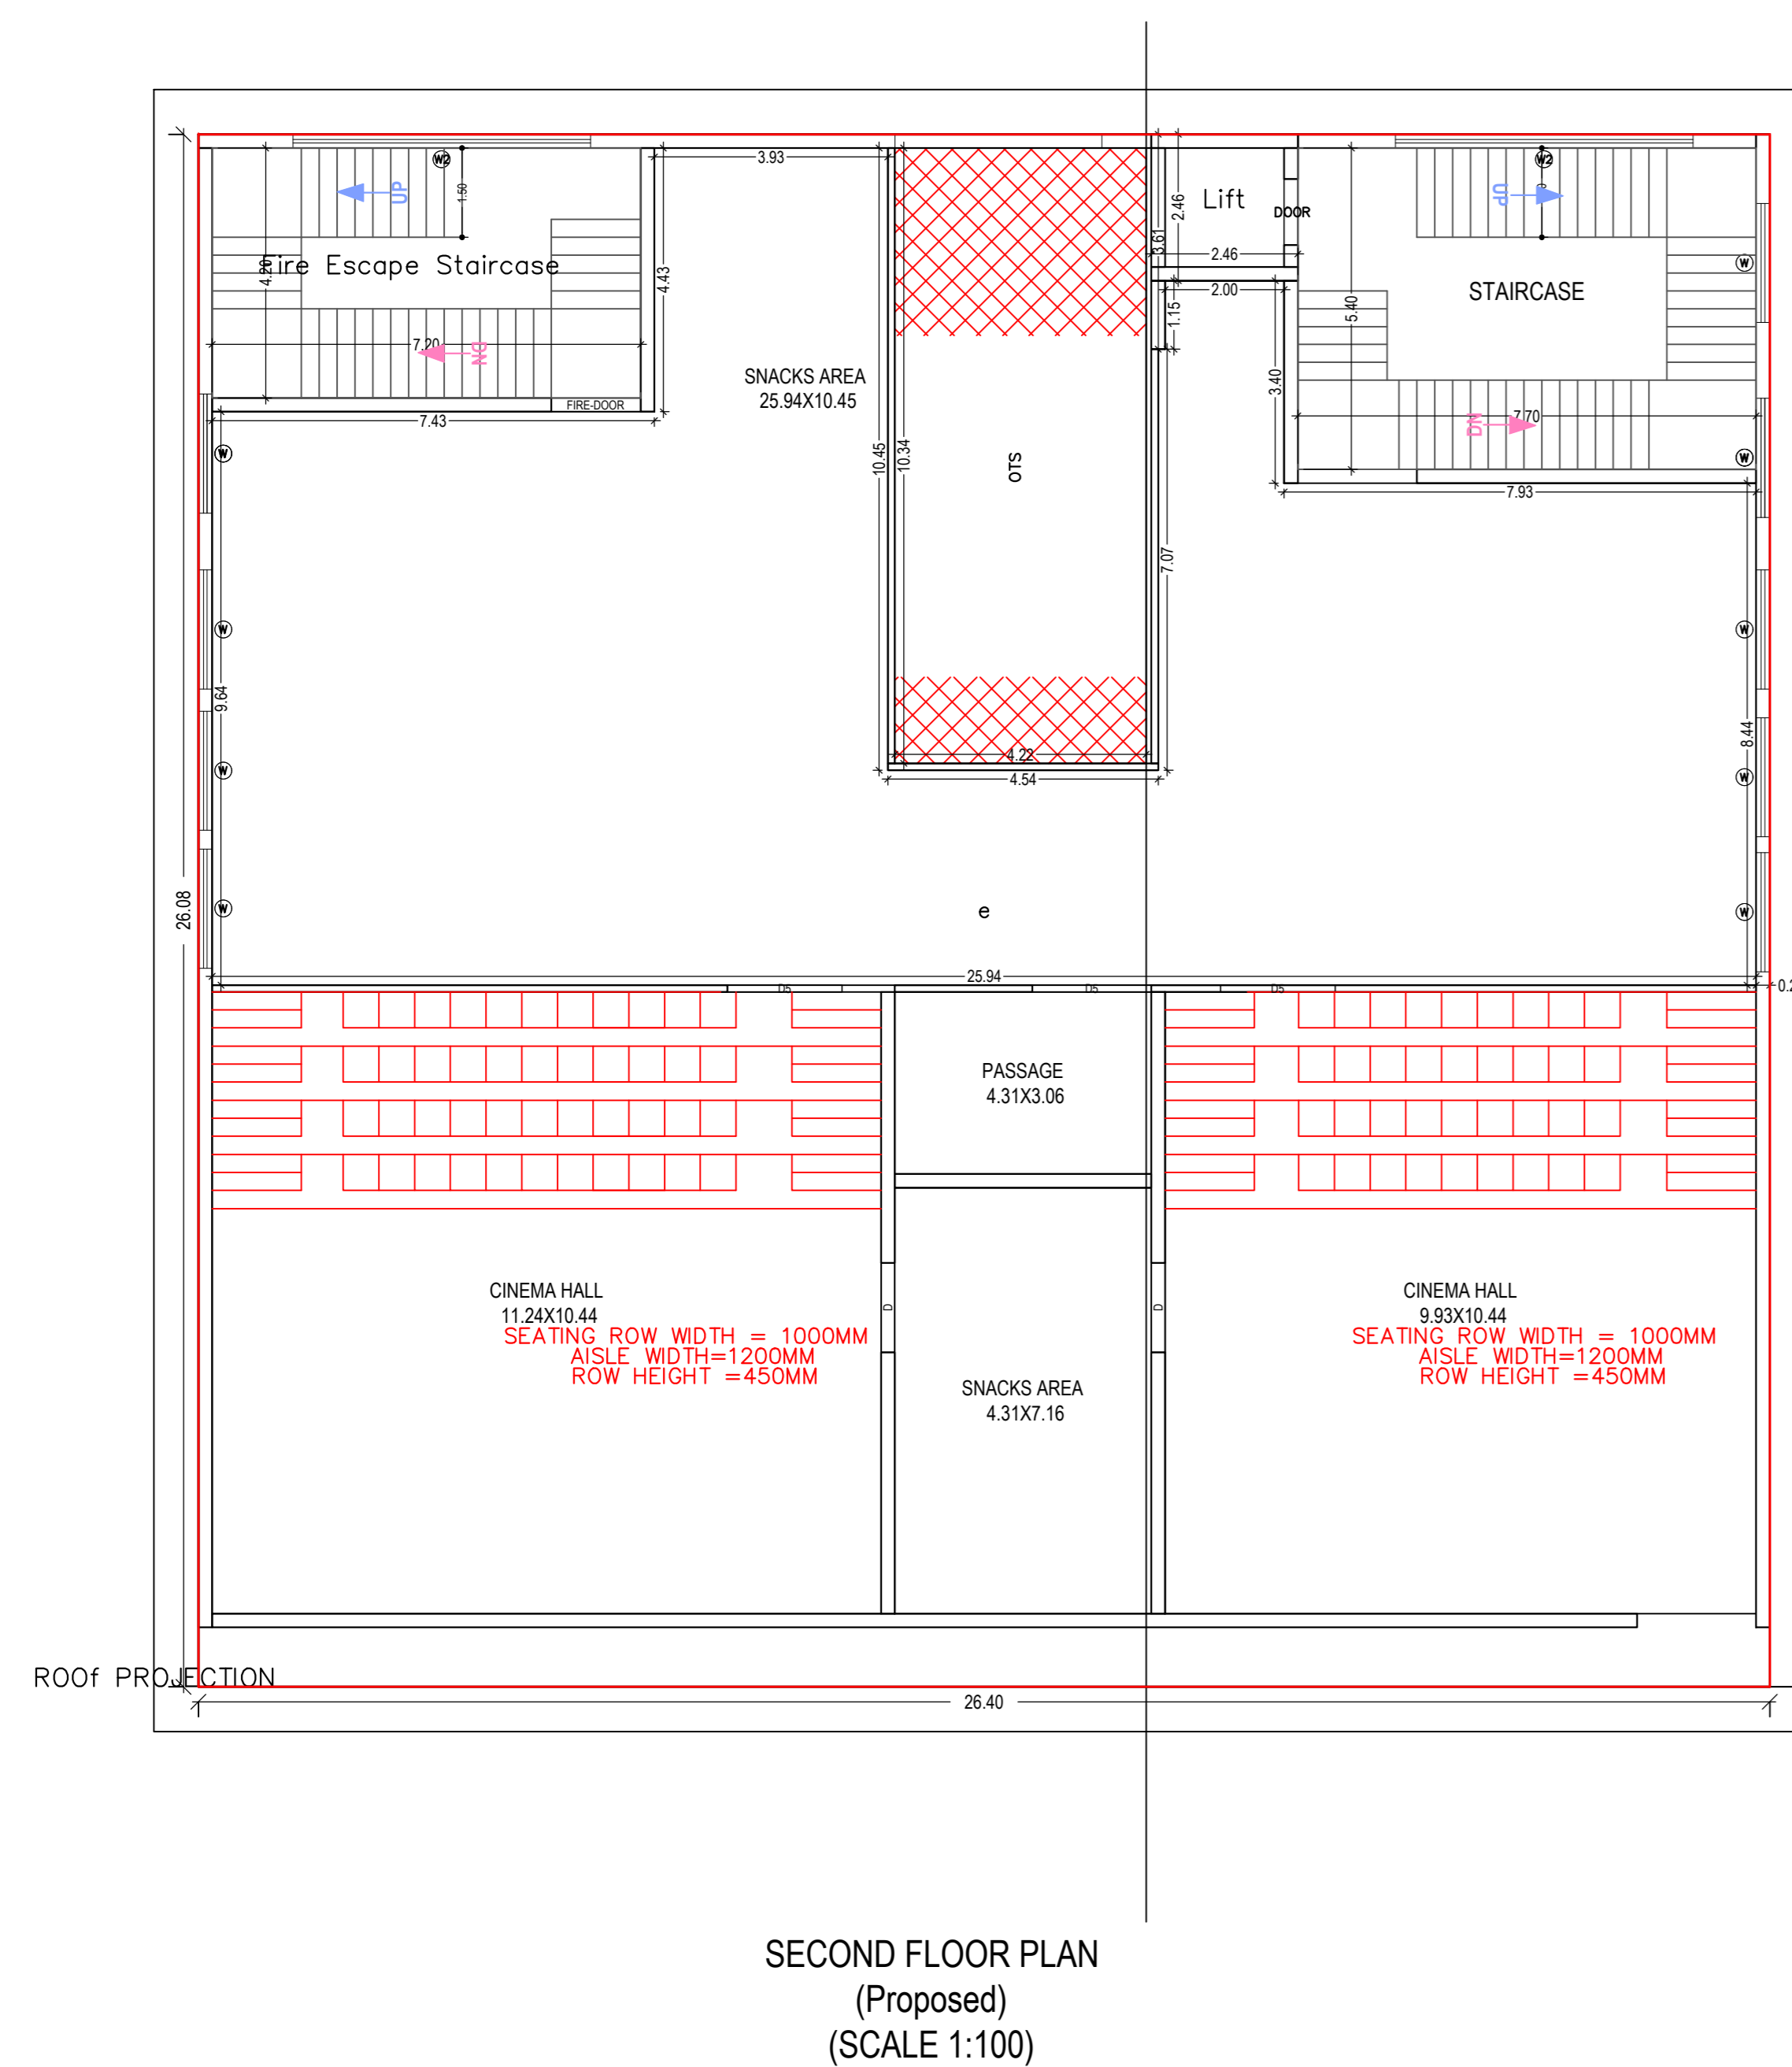 W2
1.50
UP
Fire Escape Staircase
4.20
7.20
DN
FIRE-DOOR
7.43
4.43
3.93
SNACKS AREA
25.94X10.45
10.45
10.34
OTS
4.22
4.54
3.61
2.46
Lift
DOOR
2.46
2.00
1.15
3.40
7.07
W2
UP
STAIRCASE
5.40
DN
7.70
7.93
W
W
W
W
W
W
W
W
W
9.64
8.44
26.08
e
25.94
D5
D5
D5
PASSAGE
4.31X3.06
CINEMA HALL
11.24X10.44
SEATING ROW WIDTH = 1000MM
AISLE WIDTH=1200MM
ROW HEIGHT =450MM
D
D
SNACKS AREA
4.31X7.16
CINEMA HALL
9.93X10.44
SEATING ROW WIDTH = 1000MM
AISLE WIDTH=1200MM
ROW HEIGHT =450MM
ROOf PROJECTION
26.40
SECOND FLOOR PLAN
(Proposed)
(SCALE 1:100)